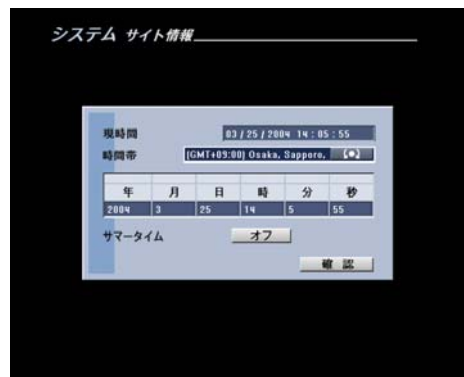 システム サイト情報
現時間 03 / 25 / 2004 14 : 05 : 55
時間帯 [GMT+09:00] Osaka, Sapporo,
年 月 日 時 分 秒
2004 3 25 14 5 55
サマータイム オフ
確 認